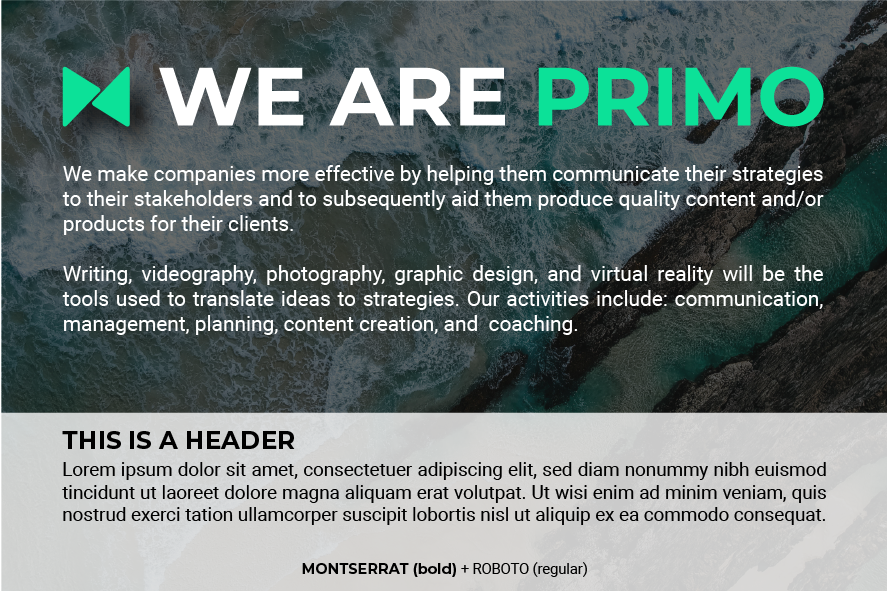 WE ARE PRIMO
We make companies more effective by helping them communicate their strategies
to their stakeholders and to subsequently aid them produce quality content and/or
products for their clients.
Writing, videography, photography, graphic design, and virtual reality will be the
tools used to translate ideas to strategies. Our activities include: communication,
management, planning, content creation, and  coaching.
THIS IS A HEADER
Lorem ipsum dolor sit amet, consectetuer adipiscing elit, sed diam nonummy nibh euismod
tincidunt ut laoreet dolore magna aliquam erat volutpat. Ut wisi enim ad minim veniam, quis
nostrud exerci tation ullamcorper suscipit lobortis nisl ut aliquip ex ea commodo consequat.
MONTSERRAT (bold) + ROBOTO (regular)